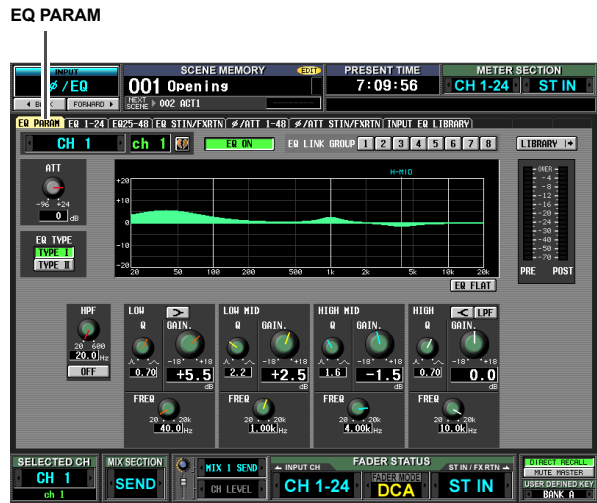 EQ PARAM
INPUT SCENE MEMORY EDIT PRESENT TIME METER SECTION
ø/EQ 001 Opening 7:09:56 CH 1-24 ST IN
BACK FORWARD NEXT SCENE 002 ACT1
EQ PARAM EQ 1-24 EQ25-48 EQ STIN/FXRTN ø/ATT 1-48 ø/ATT STIN/FXRTN INPUT EQ LIBRARY
CH 1 ch 1 EQ ON EQ LINK GROUP 1 2 3 4 5 6 7 8 LIBRARY
ATT H-MID OVER
-96 +24
0 dB
EQ TYPE
TYPE I
TYPE II
+20
+10
0
-10
-20
20 50 100 200 500 1k 2k 5k 10k 20k
-4
-8
-12
-16
-20
-24
-30
-40
-50
-70
PRE POST
EQ FLAT
HPF LOW LOW MID HIGH MID HIGH LPF
Q GAIN. Q GAIN. Q GAIN. Q GAIN.
20 600 -18 +18 -18 +18 -18 +18 -18 +18
20.0 Hz 0.70 +5.5 dB 2.2 +2.5 dB 1.6 -1.5 dB 0.70 0.0 dB
OFF
FREQ FREQ FREQ FREQ
20 20k 20 20k 20 20k 20 20k
40.0 Hz 1.00k Hz 4.00k Hz 10.0k Hz
SELECTED CH MIX SECTION MIX 1 SEND INPUT CH FADER STATUS ST IN / FX RTN DIRECT RECALL
CH 1 SEND CH LEVEL CH 1-24 FADER MODE DCA ST IN MUTE MASTER
ch 1 USER DEFINED KEY
BANK A